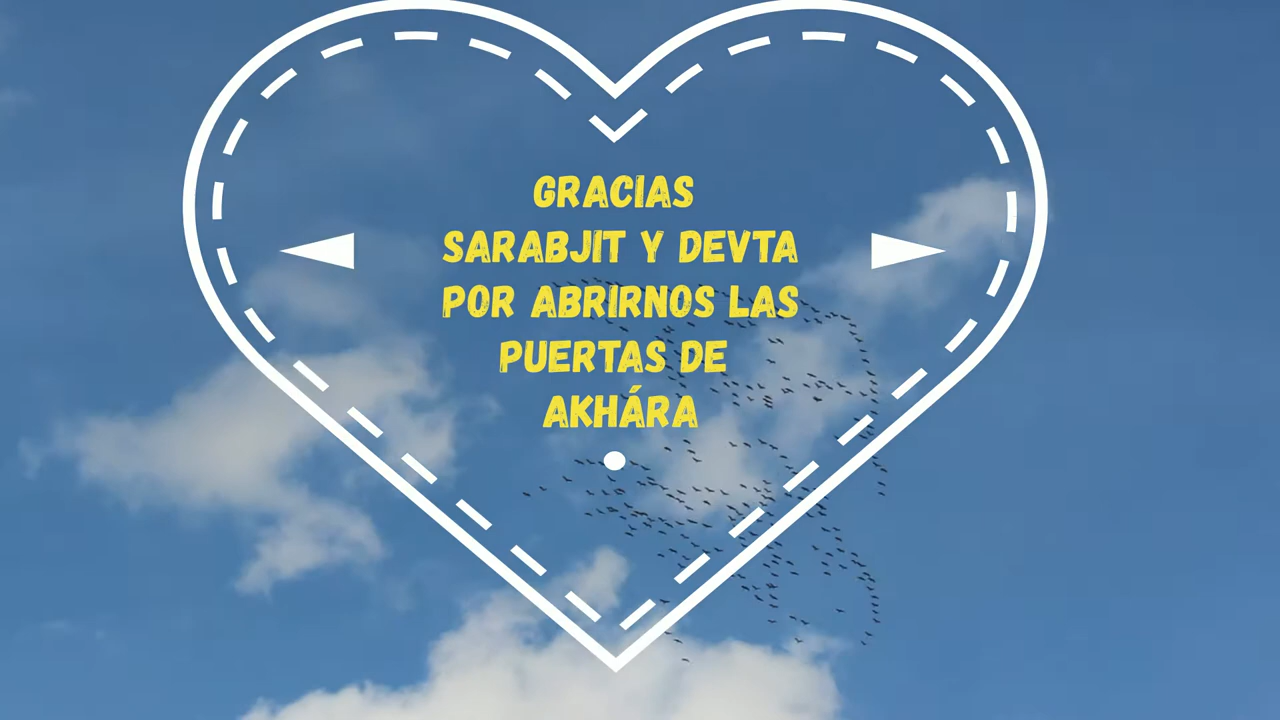 GRACIAS
SARABJIT Y DEVTA
POR ABRIRNOS LAS
PUERTAS DE
AKHÁRA